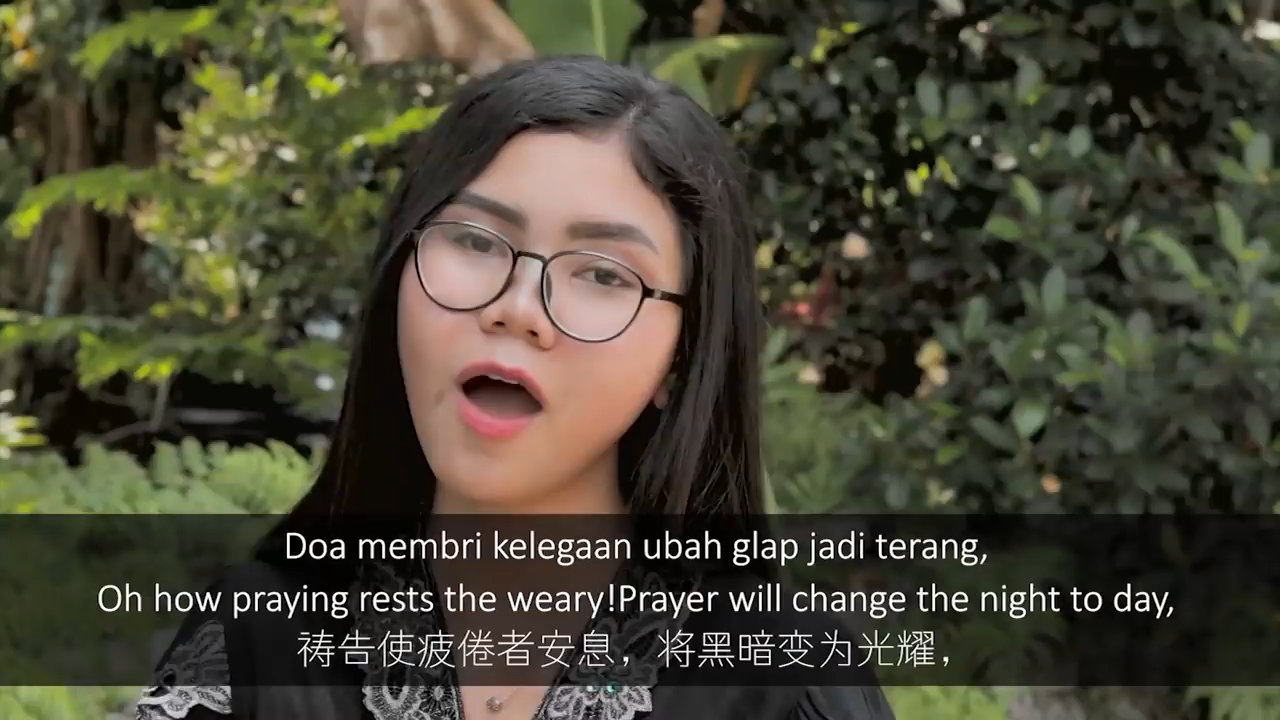 Doa membri kelegaan ubah glap jadi terang,
Oh how praying rests the weary!Prayer will change the night to day,
祷告使疲倦者安息，将黑暗变为光耀，